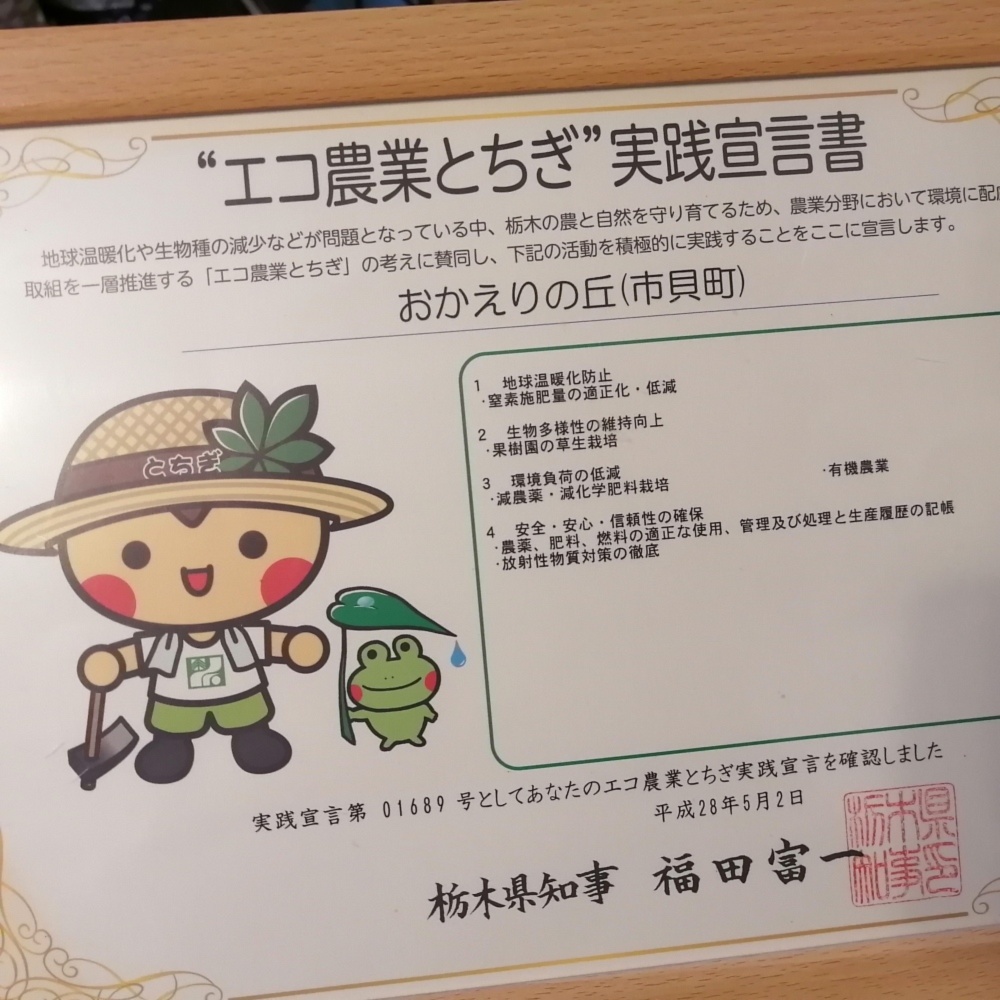 “エコ農業とちぎ”実践宣言書
地球温暖化や生物種の減少などが問題となっている中、栃木の農と自然を守り育てるため、農業分野において環境に配
取組を一層推進する「エコ農業とちぎ」の考えに賛同し、下記の活動を積極的に実践することをここに宣言します。
おかえりの丘(市貝町)
1 地球温暖化防止
・窒素施肥量の適正化・低減
2 生物多様性の維持向上
・果樹園の草生栽培
3 環境負荷の低減
・減農薬・減化学肥料栽培 ・有機農業
4 安全・安心・信頼性の確保
・農薬、肥料、燃料の適正な使用、管理及び処理と生産履歴の記帳
・放射性物質対策の徹底
とちぎ
実践宣言第 01689 号としてあなたのエコ農業とちぎ実践宣言を確認しました
平成28年5月2日
栃木県知事 福田富一
栃木県知事印